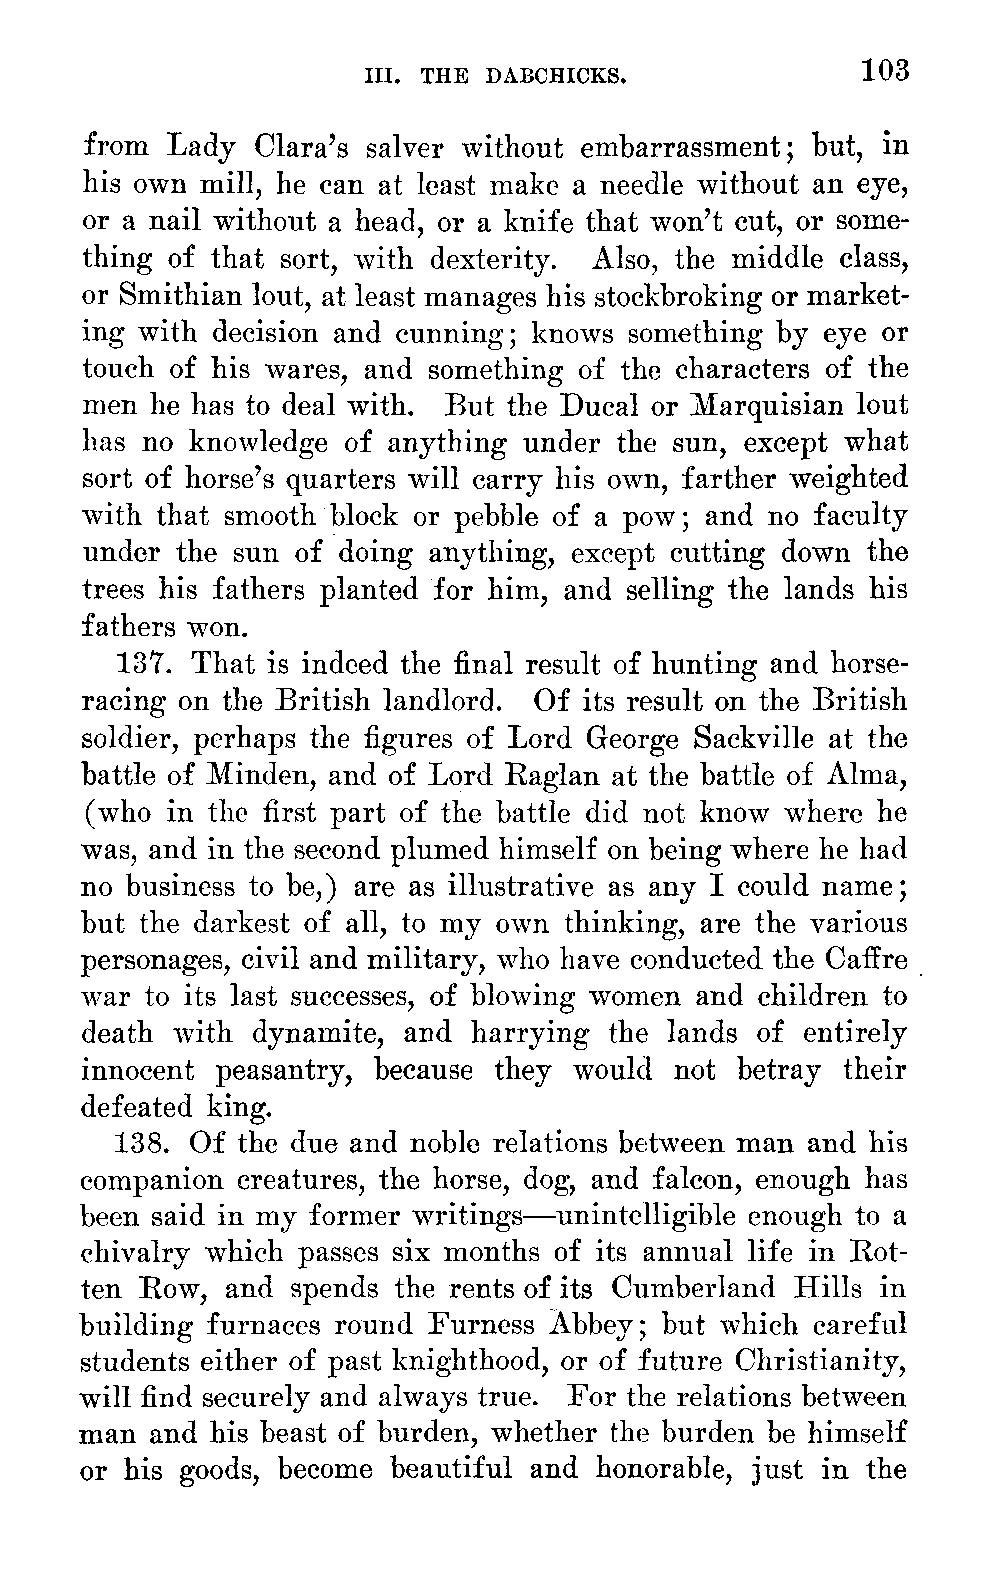 III. THE DABCHICKS. 103
from Lady Clara's salver without embarrassment; but, in
his own mill, he can at least make a needle without an eye,
or a nail without a head, or a knife that won't cut, or some-
thing of that sort, with dexterity. Also, the middle class,
or Smithian lout, at least manages his stockbroking or market-
ing with decision and cunning; knows something by eye or
touch of his wares, and something of the characters of the
men he has to deal with. But the Ducal or Marquisian lout
has no knowledge of anything under the sun, except what
sort of horse's quarters will carry his own, farther weighted
with that smooth block or pebble of a pow; and no faculty
under the sun of doing anything, except cutting down the
trees his fathers planted for him, and selling the lands his
fathers won.
137. That is indeed the final result of hunting and horse-
racing on the British landlord. Of its result on the British
soldier, perhaps the figures of Lord George Sackville at the
battle of Minden, and of Lord Raglan at the battle of Alma,
(who in the first part of the battle did not know where he
was, and in the second plumed himself on being where he had
no business to be,) are as illustrative as any I could name;
but the darkest of all, to my own thinking, are the various
personages, civil and military, who have conducted the Caffre
war to its last successes, of blowing women and children to
death with dynamite, and harrying the lands of entirely
innocent peasantry, because they would not betray their
defeated king.
138. Of the due and noble relations between man and his
companion creatures, the horse, dog, and falcon, enough has
been said in my former writings—unintelligible enough to a
chivalry which passes six months of its annual life in Rot-
ten Row, and spends the rents of its Cumberland Hills in
building furnaces round Furness Abbey; but which careful
students either of past knighthood, or of future Christianity,
will find securely and always true. For the relations between
man and his beast of burden, whether the burden be himself
or his goods, become beautiful and honorable, just in the